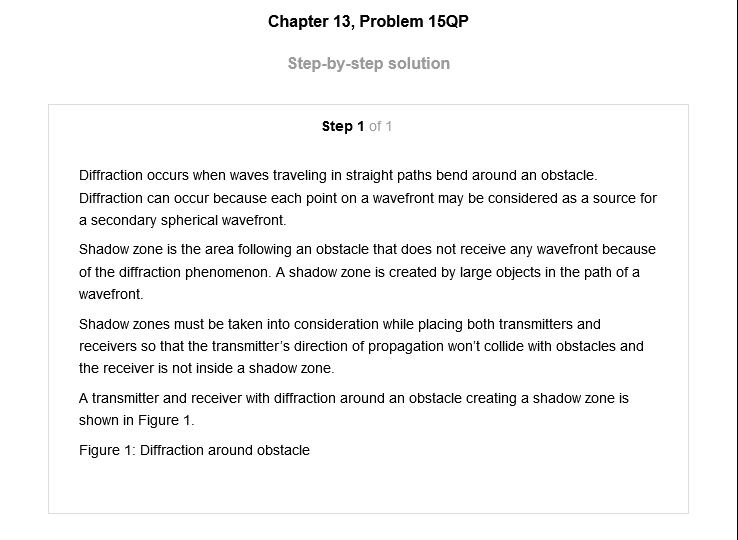 Chapter 13, Problem 15QP
Step-by-step solution
Step 1 of 1
Diffraction occurs when waves traveling in straight paths bend around an obstacle.
Diffraction can occur because each point on a wavefront may be considered as a source for
a secondary spherical wavefront.
Shadow zone is the area following an obstacle that does not receive any wavefront because
of the diffraction phenomenon. A shadow zone is created by large objects in the path of a
wavefront.
Shadow zones must be taken into consideration while placing both transmitters and
receivers so that the transmitter’s direction of propagation won’t collide with obstacles and
the receiver is not inside a shadow zone.
A transmitter and receiver with diffraction around an obstacle creating a shadow zone is
shown in Figure 1.
Figure 1: Diffraction around obstacle